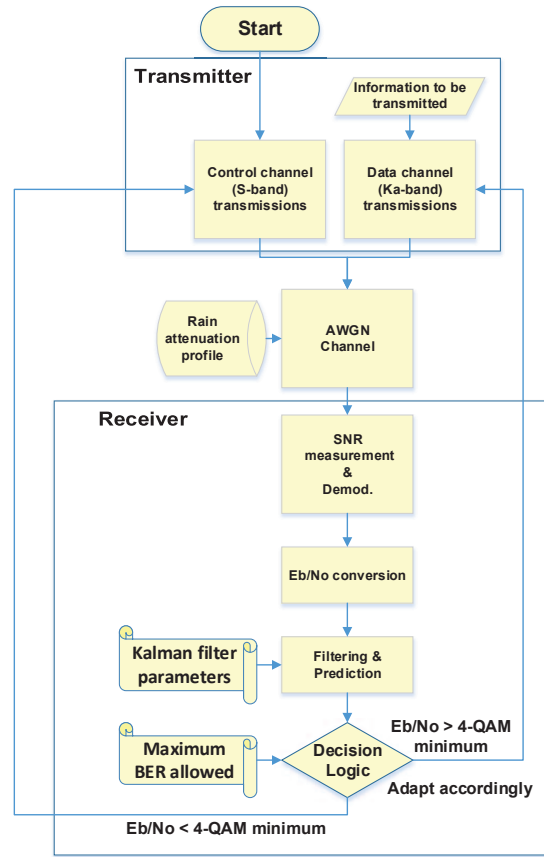 Start
Transmitter
Information to be
transmitted
Control channel
(S-band)
transmissions
Data channel
(Ka-band)
transmissions
Rain
attenuation
profile
AWGN
Channel
Receiver
SNR
measurement
&
Demod.
Eb/No conversion
Kalman filter
parameters
Filtering &
Prediction
Maximum
BER allowed
Decision
Logic
Eb/No > 4-QAM
minimum
Adapt accordingly
Eb/No < 4-QAM minimum